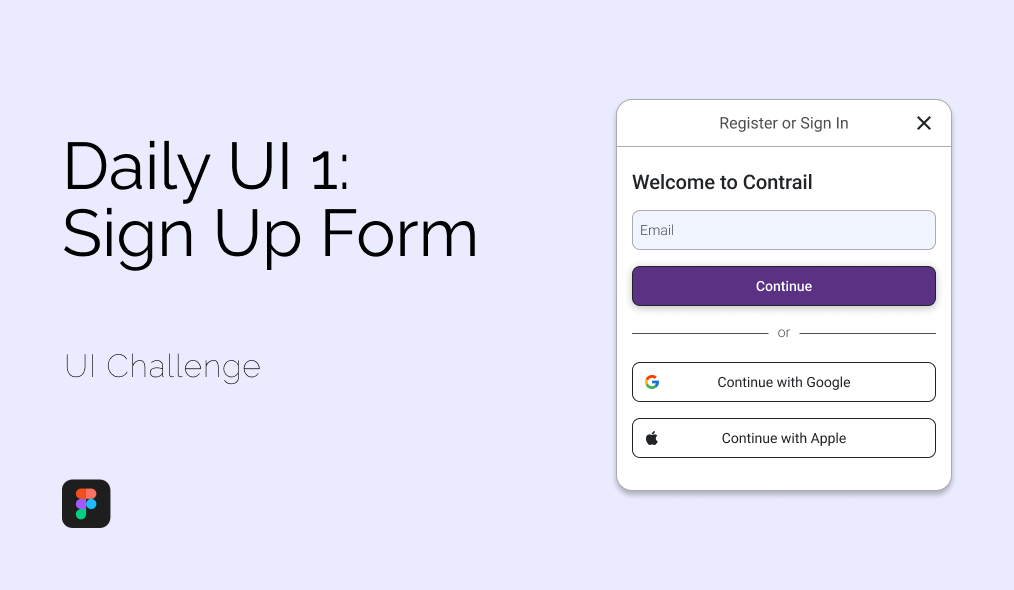 Daily UI 1:
Sign Up Form
UI Challenge
Register or Sign In
Welcome to Contrail
Email
Continue
or
Continue with Google
Continue with Apple